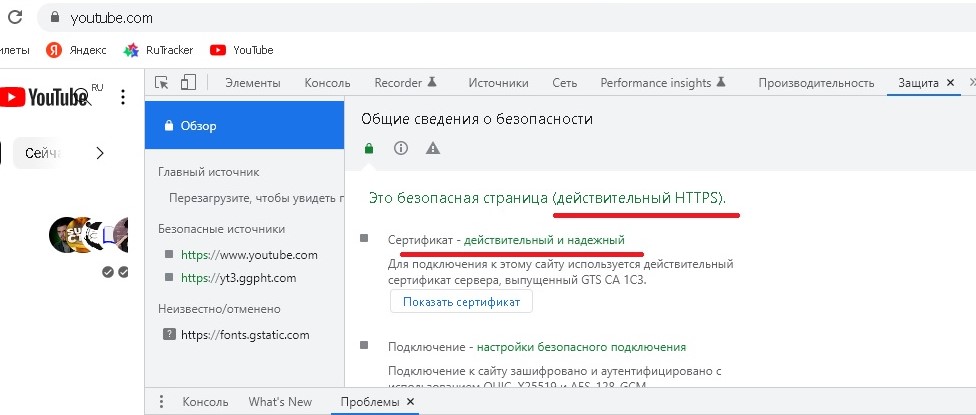 youtube.com
илеты Яндекс RuTracker YouTube
YouTube RU
Элементы Консоль Recorder Источники Сеть Performance insights Производительность Защита
Сейча
Обзор
Главный источник
Перезагрузите, чтобы увидеть г
Безопасные источники
https://www.youtube.com
https://yt3.ggpht.com
Неизвестно/отменено
https://fonts.gstatic.com
Общие сведения о безопасности
Это безопасная страница (действительный HTTPS).
Сертификат - действительный и надежный
Для подключения к этому сайту используется действительный
сертификат сервера, выпущенный GTS CA 1C3.
Показать сертификат
Подключение - настройки безопасного подключения
Подключение к сайту зашифровано и аутентифицировано с
использованием QUIC, X25519 и AES_128_GCM.
Консоль What's New Проблемы